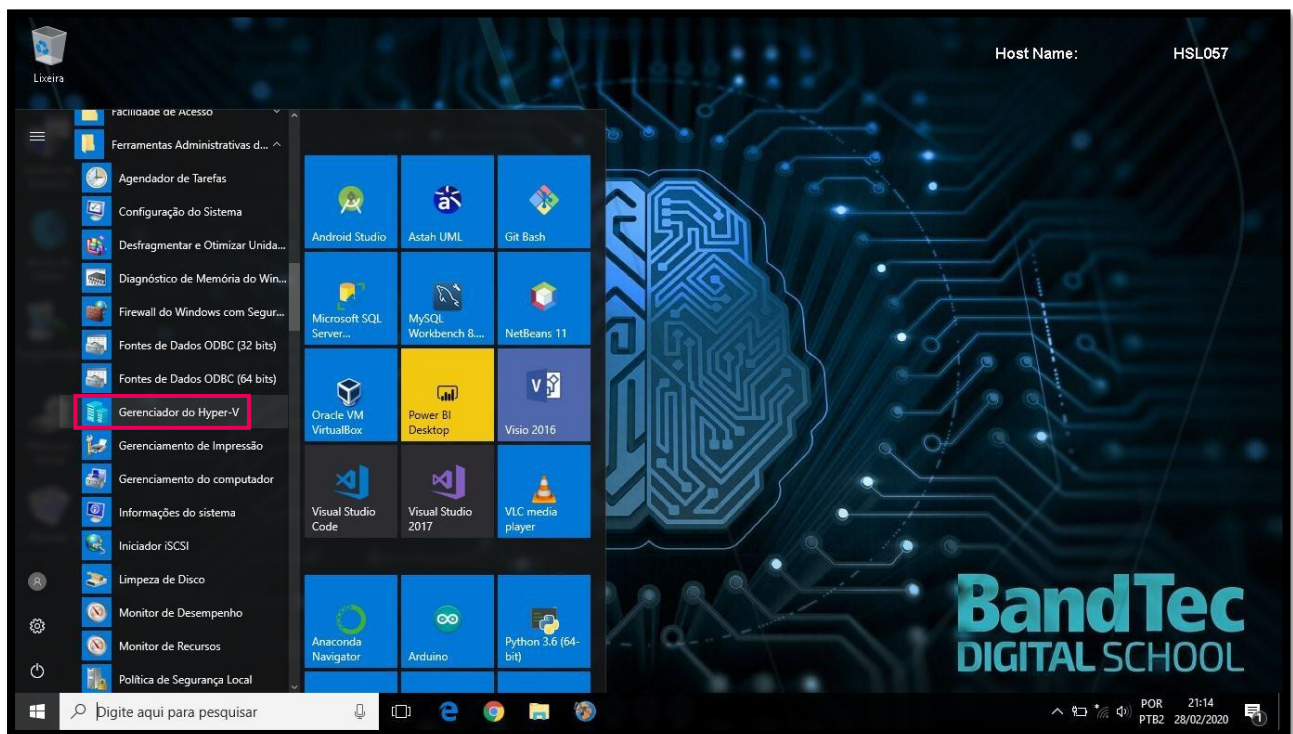 Lixeira
Host Name: HSL057
Facilidade de Acesso
Ferramentas Administrativas d...
Agendador de Tarefas
Configuração do Sistema
Desfragmentar e Otimizar Unida...
Diagnóstico de Memória do Win...
Firewall do Windows com Segur...
Fontes de Dados ODBC (32 bits)
Fontes de Dados ODBC (64 bits)
Gerenciador do Hyper-V
Gerenciamento de Impressão
Gerenciamento do computador
Informações do sistema
Iniciador iSCSI
Limpeza de Disco
Monitor de Desempenho
Monitor de Recursos
Política de Segurança Local
Android Studio
Astah UML
Git Bash
Microsoft SQL
Server...
MySQL
Workbench 8....
NetBeans 11
Oracle VM
VirtualBox
Power BI
Desktop
Visio 2016
Visual Studio
Code
Visual Studio
2017
VLC media
player
Anaconda
Navigator
Arduino
Python 3.6 (64-
bit)
BandTec
DIGITAL SCHOOL
Digite aqui para pesquisar
POR
PTB2
21:14
28/02/2020
1